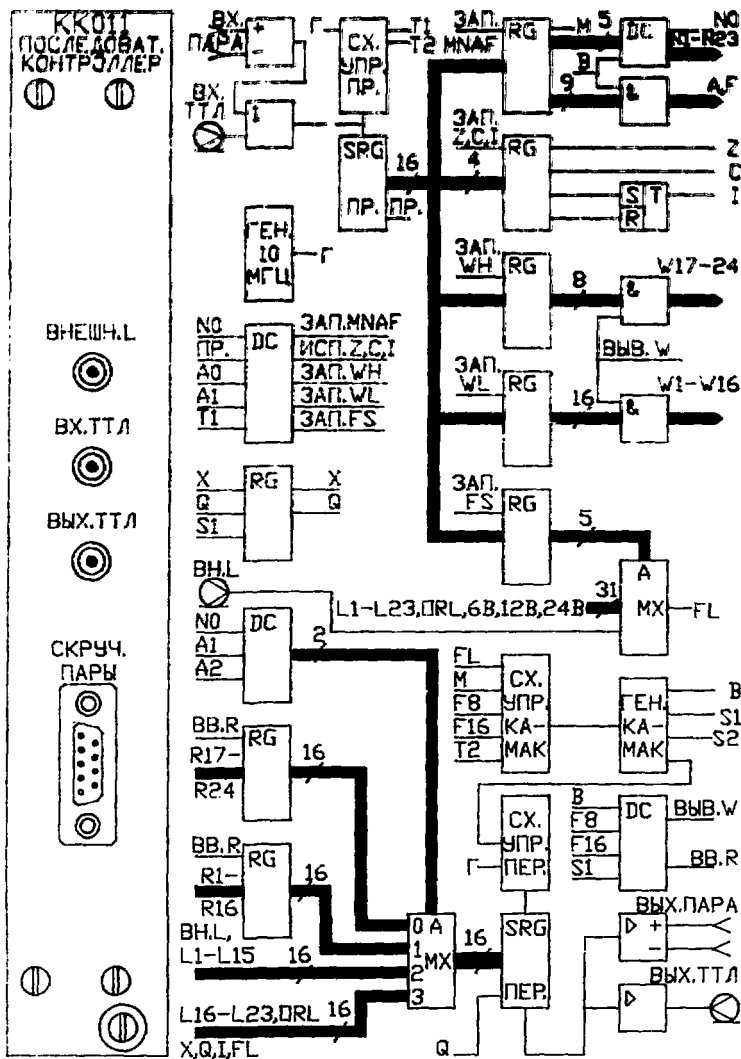 КК011
ПОСЛЕДОВАТ.
КОНТРОЛЛЕР
ВНЕШН.L
ВХ.ТТЛ
ВЫХ.ТТЛ
СКРУЧ.
ПАРЫ
ВХ.
ПАРА
+
−
ВХ.
ТТЛ
1
Г
СХ.
УПР.
ПР.
Т1
Т2
SRG
ПР.
16
ПР.
ГЕН.
10
МГЦ
Г
ЗАП.
MNAF
RG
M
5
DC
N0
N1-R23
B
9
&
A,F
ЗАП.
Z,C,I
4
RG
Z
C
I
S T
R
ЗАП.
WH
RG
8
&
W17-24
ВЫВ.W
ЗАП.
WL
RG
16
&
W1-W16
ЗАП.
FS
RG
5
A
MX
FL
31
L1-L23,ПRL,6В,12В,24В
N0
ПР.
A0
A1
T1
DC
ЗАП.MNAF
ИСП.Z,C,I
ЗАП.WH
ЗАП.WL
ЗАП.FS
X
Q
S1
RG
X
Q
ВН.L
N0
A1
A2
DC
2
FL
M
F8
F16
T2
СХ.
УПР.
КА-
МАК
ГЕН.
КА-
МАК
B
S1
S2
ВВ.R
R17-
R24
RG
16
ВВ.R
R1-
R16
RG
16
ВН.L,
L1-L15
16
L16-L23,ПRL
16
X,Q,I,FL
0 A
1
MX
2
3
16
Г
СХ.
УПР.
ПЕР.
SRG
ПЕР.
Q
B
F8
F16
S1
DC
ВЫВ.W
ВВ.R
ВЫХ.ПАРА
▷ +
−
ВЫХ.ТТЛ
▷